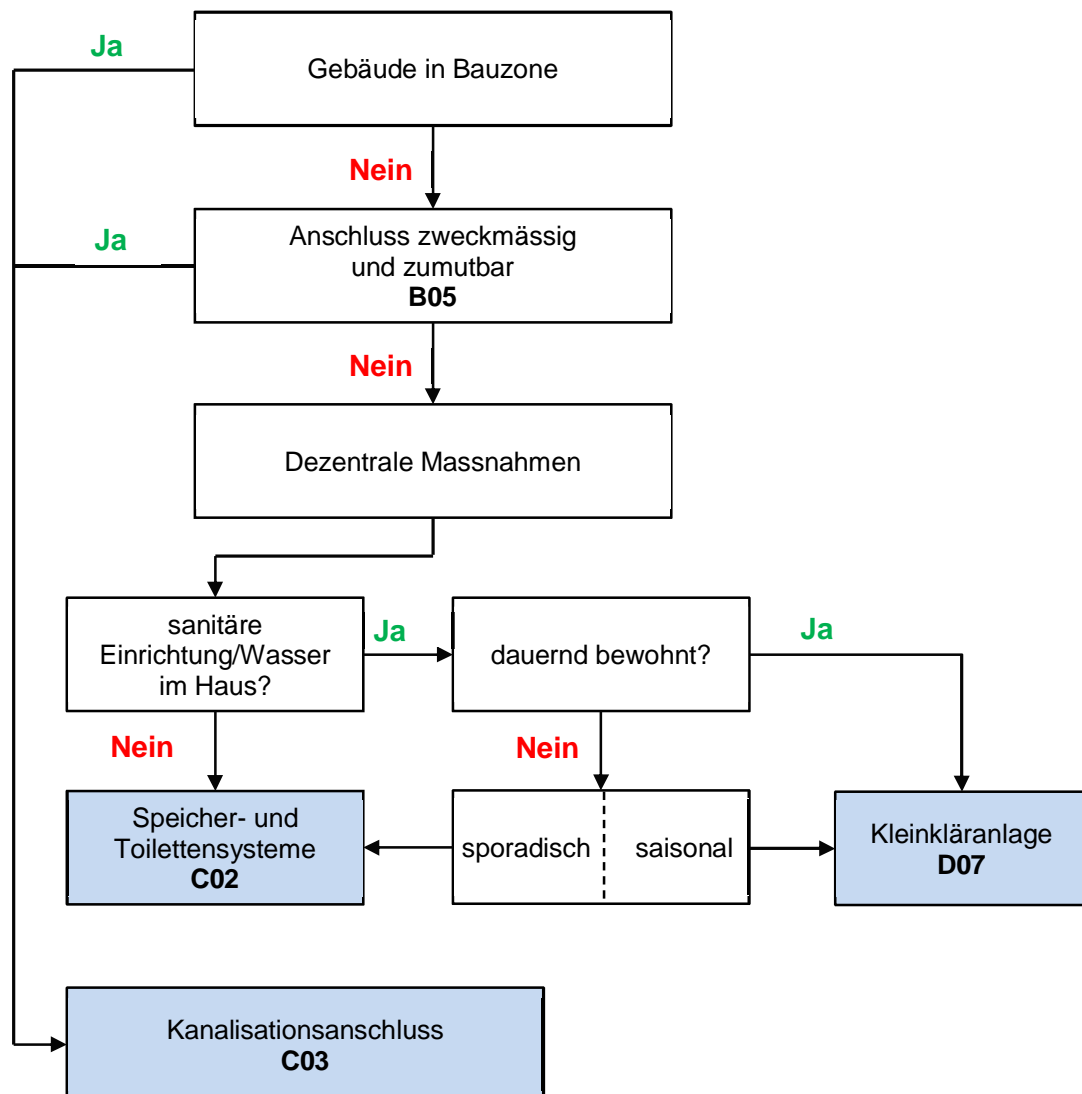 Ja
Gebäude in Bauzone
Nein
Ja
Anschluss zweckmässig
und zumutbar
B05
Nein
Dezentrale Massnahmen
sanitäre
Einrichtung/Wasser
im Haus?
Ja
dauernd bewohnt?
Ja
Nein
Nein
Speicher- und
Toilettensysteme
C02
sporadisch
saisonal
Kleinkläranlage
D07
Kanalisationsanschluss
C03